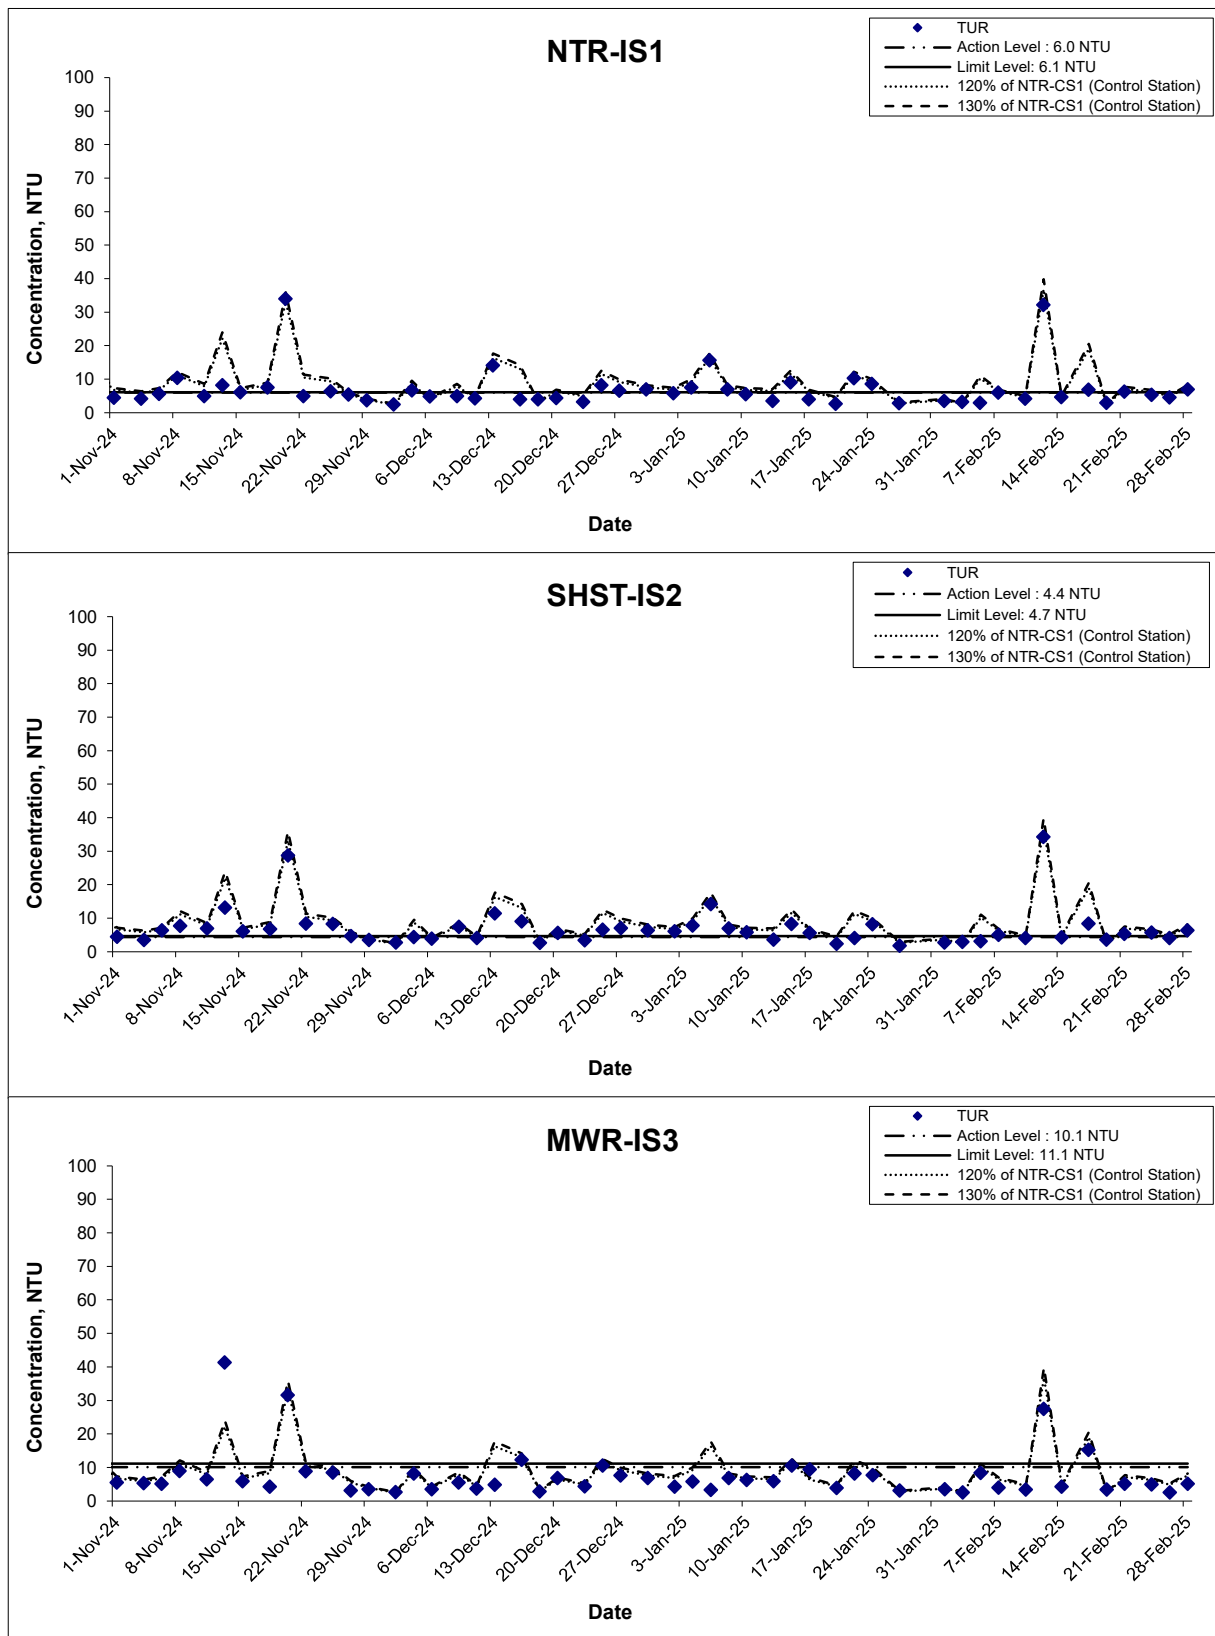 NTR-IS1
TUR
Action Level : 6.0 NTU
Limit Level: 6.1 NTU
120% of NTR-CS1 (Control Station)
130% of NTR-CS1 (Control Station)
Concentration, NTU
100
90
80
70
60
50
40
30
20
10
0
1-Nov-24
8-Nov-24
15-Nov-24
22-Nov-24
29-Nov-24
6-Dec-24
13-Dec-24
20-Dec-24
27-Dec-24
3-Jan-25
10-Jan-25
17-Jan-25
24-Jan-25
31-Jan-25
7-Feb-25
14-Feb-25
21-Feb-25
28-Feb-25
Date
SHST-IS2
TUR
Action Level : 4.4 NTU
Limit Level: 4.7 NTU
120% of NTR-CS1 (Control Station)
130% of NTR-CS1 (Control Station)
Concentration, NTU
100
90
80
70
60
50
40
30
20
10
0
1-Nov-24
8-Nov-24
15-Nov-24
22-Nov-24
29-Nov-24
6-Dec-24
13-Dec-24
20-Dec-24
27-Dec-24
3-Jan-25
10-Jan-25
17-Jan-25
24-Jan-25
31-Jan-25
7-Feb-25
14-Feb-25
21-Feb-25
28-Feb-25
Date
MWR-IS3
TUR
Action Level : 10.1 NTU
Limit Level: 11.1 NTU
120% of NTR-CS1 (Control Station)
130% of NTR-CS1 (Control Station)
Concentration, NTU
100
90
80
70
60
50
40
30
20
10
0
1-Nov-24
8-Nov-24
15-Nov-24
22-Nov-24
29-Nov-24
6-Dec-24
13-Dec-24
20-Dec-24
27-Dec-24
3-Jan-25
10-Jan-25
17-Jan-25
24-Jan-25
31-Jan-25
7-Feb-25
14-Feb-25
21-Feb-25
28-Feb-25
Date